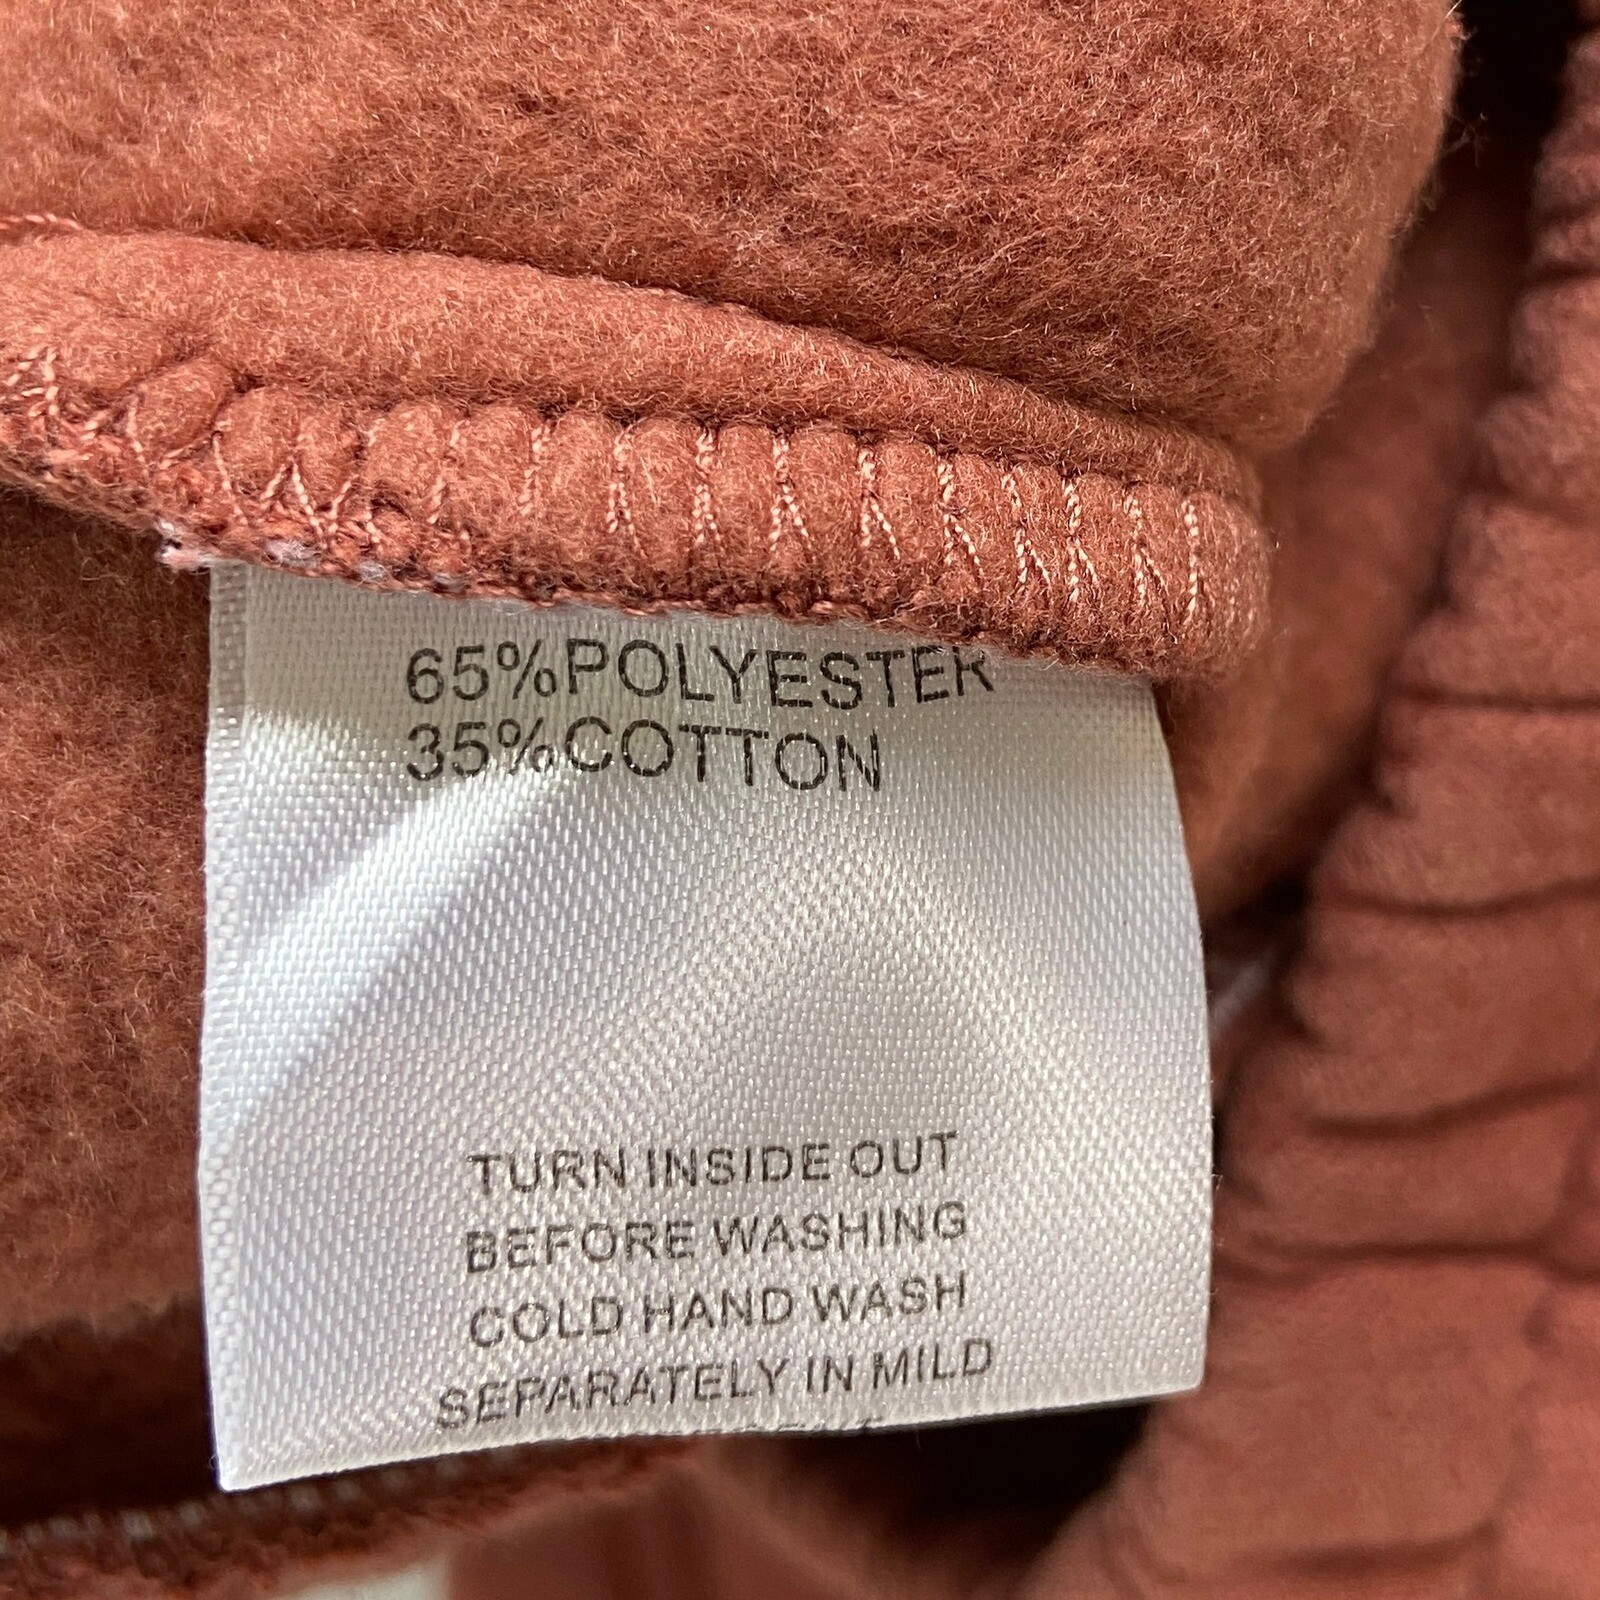 65%POLYESTER
35%COTTON
TURN INSIDE OUT
BEFORE WASHING
COLD HAND WASH
SEPARATELY IN MILD